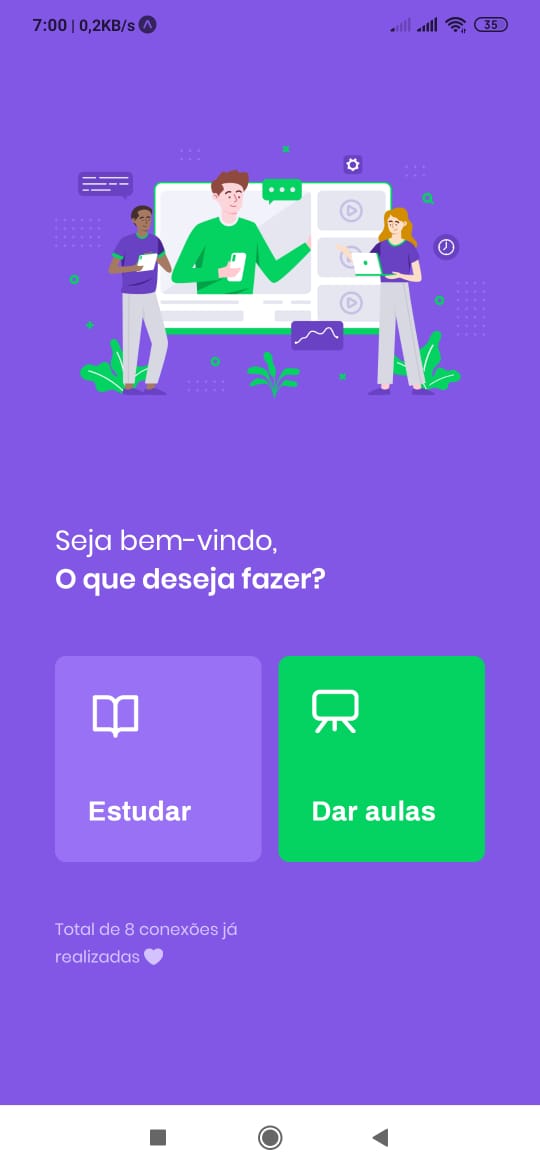 7:00 | 0,2KB/s
35
Seja bem-vindo,
O que deseja fazer?
Estudar
Dar aulas
Total de 8 conexões já
realizadas